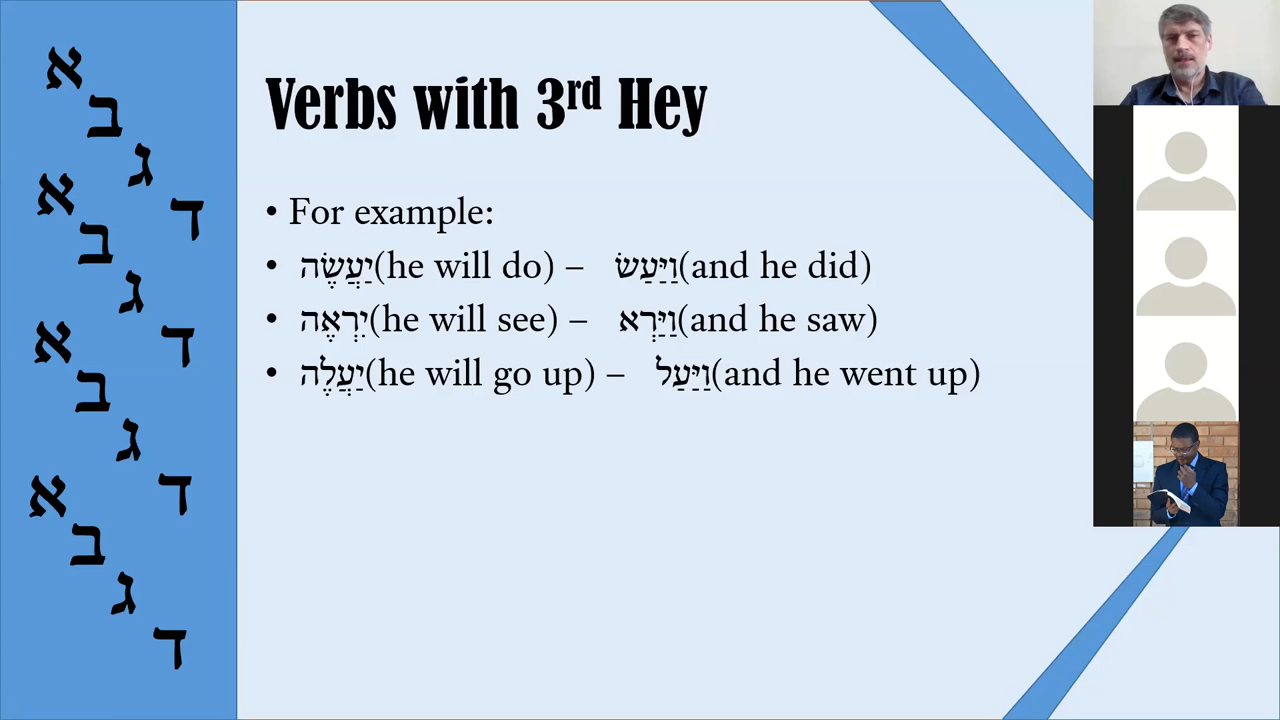 א
ב
ג
ד
א
ב
ג
ד
א
ב
ג
ד
א
ב
ג
ד
Verbs with 3rd Hey
• For example:
• יַעֲשֶׂה(he will do) – וַיַּעַשׂ(and he did)
• יִרְאֶה(he will see) – וַיַּרְא(and he saw)
• יַעֲלֶה(he will go up) – וַיַּעַל(and he went up)